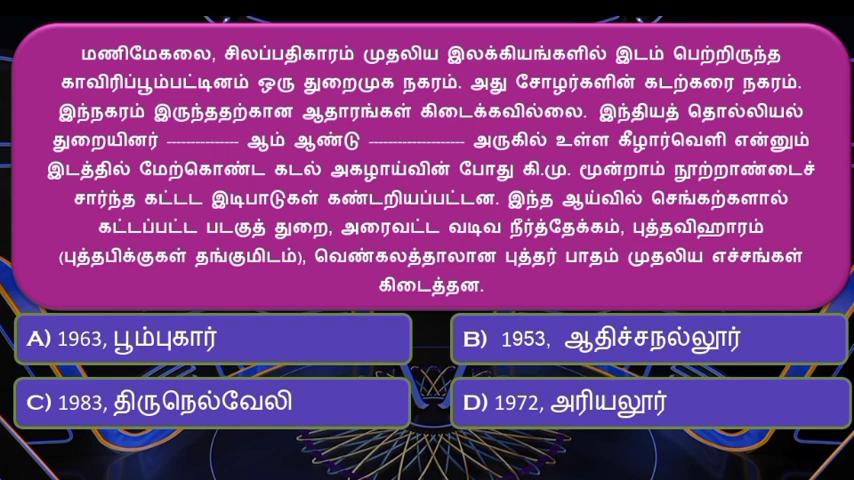 மணிமேகலை, சிலப்பதிகாரம் முதலிய இலக்கியங்களில் இடம் பெற்றிருந்த
காவிரிப்பூம்பட்டினம் ஒரு துறைமுக நகரம். அது சோழர்களின் கடற்கரை நகரம்.
இந்நகரம் இருந்ததற்கான ஆதாரங்கள் கிடைக்கவில்லை. இந்தியத் தொல்லியல்
துறையினர் -------------- ஆம் ஆண்டு ------------------- அருகில் உள்ள கீழார்வெளி என்னும்
இடத்தில் மேற்கொண்ட கடல் அகழாய்வின் போது கி.மு. மூன்றாம் நூற்றாண்டைச்
சார்ந்த கட்டட இடிபாடுகள் கண்டறியப்பட்டன. இந்த ஆய்வில் செங்கற்களால்
கட்டப்பட்ட படகுத் துறை, அரைவட்ட வடிவ நீர்த்தேக்கம், புத்தவிஹாரம்
(புத்தபிக்குகள் தங்குமிடம்), வெண்கலத்தாலான புத்தர் பாதம் முதலிய எச்சங்கள்
கிடைத்தன.
A) 1963, பூம்புகார்
B) 1953, ஆதிச்சநல்லூர்
C) 1983, திருநெல்வேலி
D) 1972, அரியலூர்